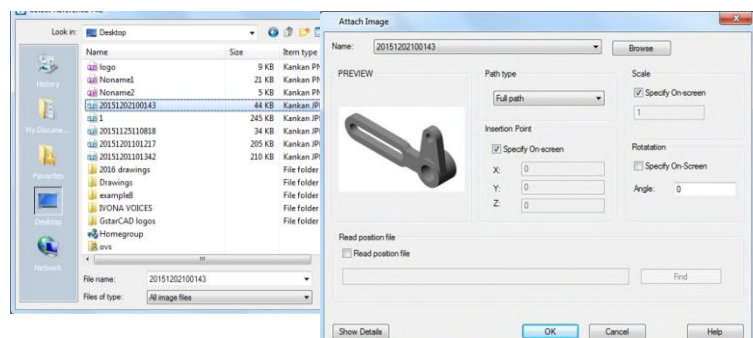 Select Reference File
Look in:
Desktop
Name
Size
Item type
logo
9 KB
Kankan PN
Noname1
21 KB
Kankan PN
Noname2
5 KB
Kankan PN
20151202100143
44 KB
Kankan JP
1
245 KB
Kankan JP
20151125110818
34 KB
Kankan JP
20151201101217
205 KB
Kankan JP
20151201101342
210 KB
Kankan JP
2016 drawings
File folder
Drawings
File folder
example8
File folder
IVONA VOICES
File folder
GstarCAD logos
File folder
Homegroup
ovs
File folder
History
My Docume...
Favorites
Desktop
Network
File name:
20151202100143
Files of type:
All image files
Attach Image
Name:
20151202100143
Browse
PREVIEW
Path type
Full path
Insertion Point
Specify On-screen
X:
0
Y:
0
Z:
0
Scale
Specify On-screen
1
Rotatation
Specify On-Screen
Angle:
0
Read position file
Read position file
Find
Show Details
OK
Cancel
Help